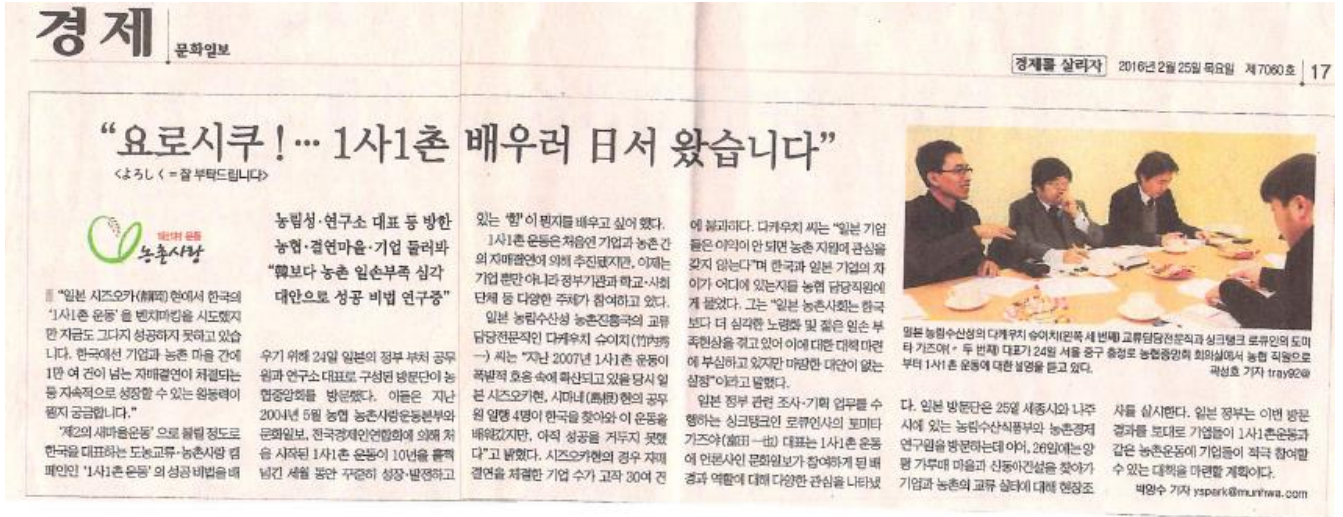 경제
문화일보
경제를 살리자 2016년 2월 25일 목요일 제7060호 17
“요로시쿠!… 1사1촌 배우러 日서 왔습니다”
<よろしく=잘 부탁드립니다>
농촌사랑
농림성·연구소 대표 등 방한
농협·결연마을·기업 둘러봐
“韓보다 농촌 일손부족 심각
대안으로 성공 비법 연구중”
“일본 시즈오카(靜岡)현에서 한국의
‘1사1촌 운동’을 벤치마킹을 시도했지
만 지금도 그다지 성공하지 못하고 있습
니다. 한국에선 기업과 농촌 마을 간에
1만 여 건이 넘는 자매결연이 체결되는
등 지속적으로 성장할 수 있는 원동력이
뭔지 궁금합니다.”
‘제2의 새마을운동’으로 불릴 정도로
한국을 대표하는 도농교류·농촌사랑 캠
페인인 ‘1사1촌 운동’의 성공 비법을 배
우기 위해 24일 일본의 정부 부처 공무
원과 연구소 대표로 구성된 방문단이 농
협중앙회를 방문했다. 이들은 지난
2004년 5월 농협 농촌사랑운동본부와
문화일보, 전국경제인연합회에 의해 처
음 시작된 1사1촌 운동이 10년을 훌쩍
넘긴 세월 동안 꾸준히 성장·발전하고
있는 ‘힘’이 뭔지를 배우고 싶어 했다.
1사1촌 운동은 처음엔 기업과 농촌 간
의 자매결연에 의해 추진됐지만, 이제는
기업 뿐만 아니라 정부기관과 학교·사회
단체 등 다양한 주체가 참여하고 있다.
일본 농림수산성 농촌진흥국의 교류
담당전문직인 다케우치 슈이치(竹内秀
一) 씨는 “지난 2007년 1사1촌 운동이
폭발적 호응 속에 확산되고 있을 당시 일
본 시즈오카현, 시마네(島根)현의 공무
원 일행 4명이 한국을 찾아와 이 운동을
배워갔지만, 아직 성공을 거두지 못했
다”고 밝혔다. 시즈오카현의 경우 자매
결연을 체결한 기업 수가 고작 30여 건
에 불과하다. 다케우치 씨는 “일본 기업
들은 이익이 안 되면 농촌 지원에 관심을
갖지 않는다”며 한국과 일본 기업의 차
이가 어디에 있는지를 농협 담당직원에
게 물었다. 그는 “일본 농촌사회는 한국
보다 더 심각한 노령화 및 젊은 일손 부
족현상을 겪고 있어 이에 대한 대책 마련
에 부심하고 있지만 마땅한 대안이 없는
실정”이라고 말했다.
일본 정부 관련 조사·기획 업무를 수
행하는 싱크탱크인 로큐인사의 토미타
가즈야(富田一也) 대표는 1사1촌 운동
에 언론사인 문화일보가 참여하게 된 배
경과 역할에 대해 다양한 관심을 나타냈
일본 농림수산성의 다케우치 슈이치(왼쪽 세 번째) 교류담당전문직과 싱크탱크 로큐인의 도미
타 가즈야(〃 두 번째) 대표가 24일 서울 중구 충정로 농협중앙회 회의실에서 농협 직원으로
부터 1사1촌 운동에 대한 설명을 듣고 있다.
곽성호 기자 tray92@
다. 일본 방문단은 25일 세종시와 나주
시에 있는 농림축산식품부와 농촌경제
연구원을 방문하는데 이어, 26일에는 양
평 가루매 마을과 신동아건설을 찾아가
기업과 농촌의 교류 실태에 대해 현장조
사를 실시한다. 일본 정부는 이번 방문
결과를 토대로 기업들이 1사1촌운동과
같은 농촌운동에 기업들이 적극 참여할
수 있는 대책을 마련할 계획이다.
박양수 기자 yspark@munhwa.com